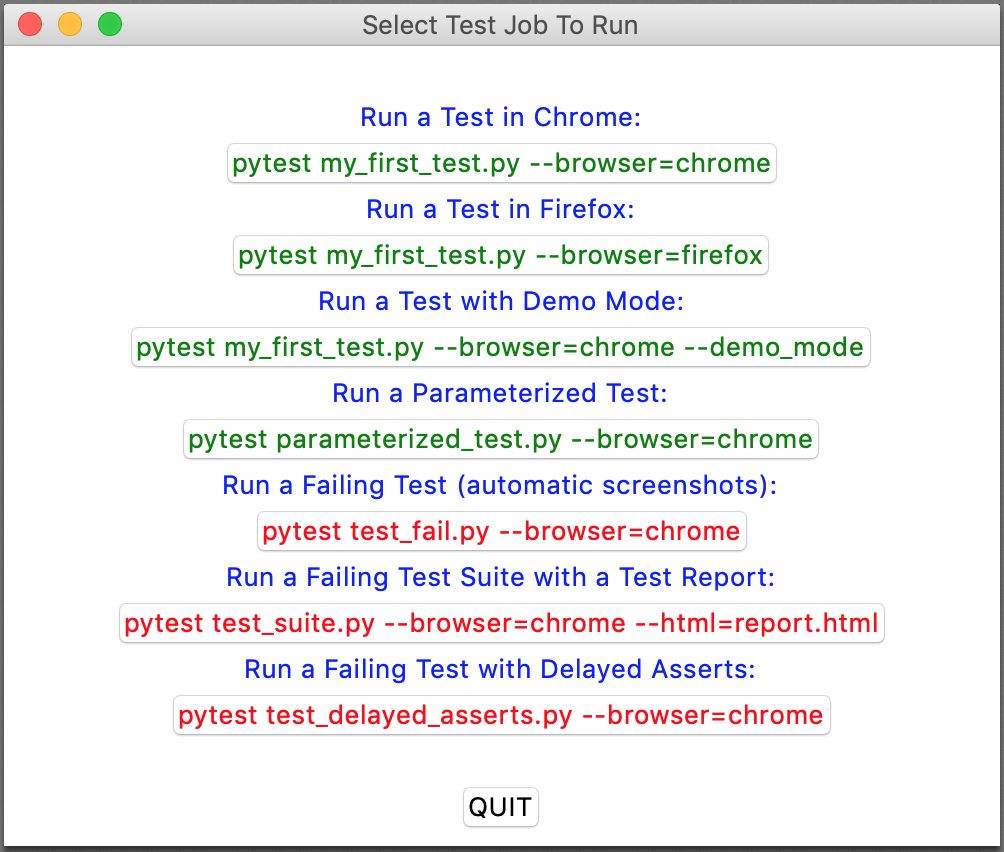 Select Test Job To Run
Run a Test in Chrome:
pytest my_first_test.py --browser=chrome
Run a Test in Firefox:
pytest my_first_test.py --browser=firefox
Run a Test with Demo Mode:
pytest my_first_test.py --browser=chrome --demo_mode
Run a Parameterized Test:
pytest parameterized_test.py --browser=chrome
Run a Failing Test (automatic screenshots):
pytest test_fail.py --browser=chrome
Run a Failing Test Suite with a Test Report:
pytest test_suite.py --browser=chrome --html=report.html
Run a Failing Test with Delayed Asserts:
pytest test_delayed_asserts.py --browser=chrome
QUIT